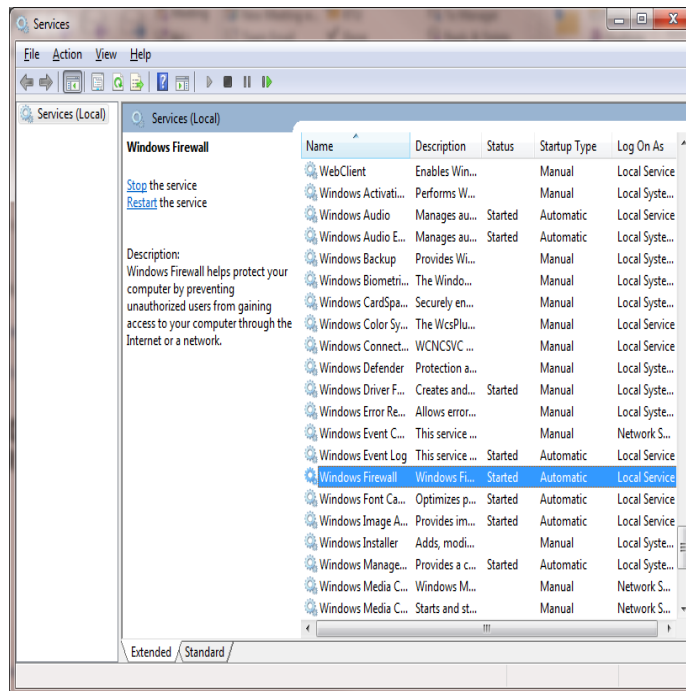 Services
File Action View Help
Services (Local)
Services (Local)
Windows Firewall
Stop the service
Restart the service
Description:
Windows Firewall helps protect your
computer by preventing
unauthorized users from gaining
access to your computer through the
Internet or a network.
Name Description Status Startup Type Log On As
WebClient Enables Win... Manual Local Service
Windows Activati... Performs W... Manual Local Syste...
Windows Audio Manages au... Started Automatic Local Service
Windows Audio E... Manages au... Started Automatic Local Syste...
Windows Backup Provides Wi... Manual Local Syste...
Windows Biometri... The Windo... Manual Local Syste...
Windows CardSpa... Securely en... Manual Local Syste...
Windows Color Sy... The WcsPlu... Manual Local Service
Windows Connect... WCNCSVC ... Manual Local Service
Windows Defender Protection a... Manual Local Syste...
Windows Driver F... Creates and... Started Manual Local Syste...
Windows Error Re... Allows error... Manual Local Syste...
Windows Event C... This service ... Manual Network S...
Windows Event Log This service ... Started Automatic Local Service
Windows Firewall Windows Fi... Started Automatic Local Service
Windows Font Ca... Optimizes p... Started Automatic Local Service
Windows Image A... Provides im... Started Automatic Local Service
Windows Installer Adds, modi... Manual Local Syste...
Windows Manage... Provides a c... Started Automatic Local Syste...
Windows Media C... Windows M... Manual Network S...
Windows Media C... Starts and st... Manual Network S...
Extended Standard